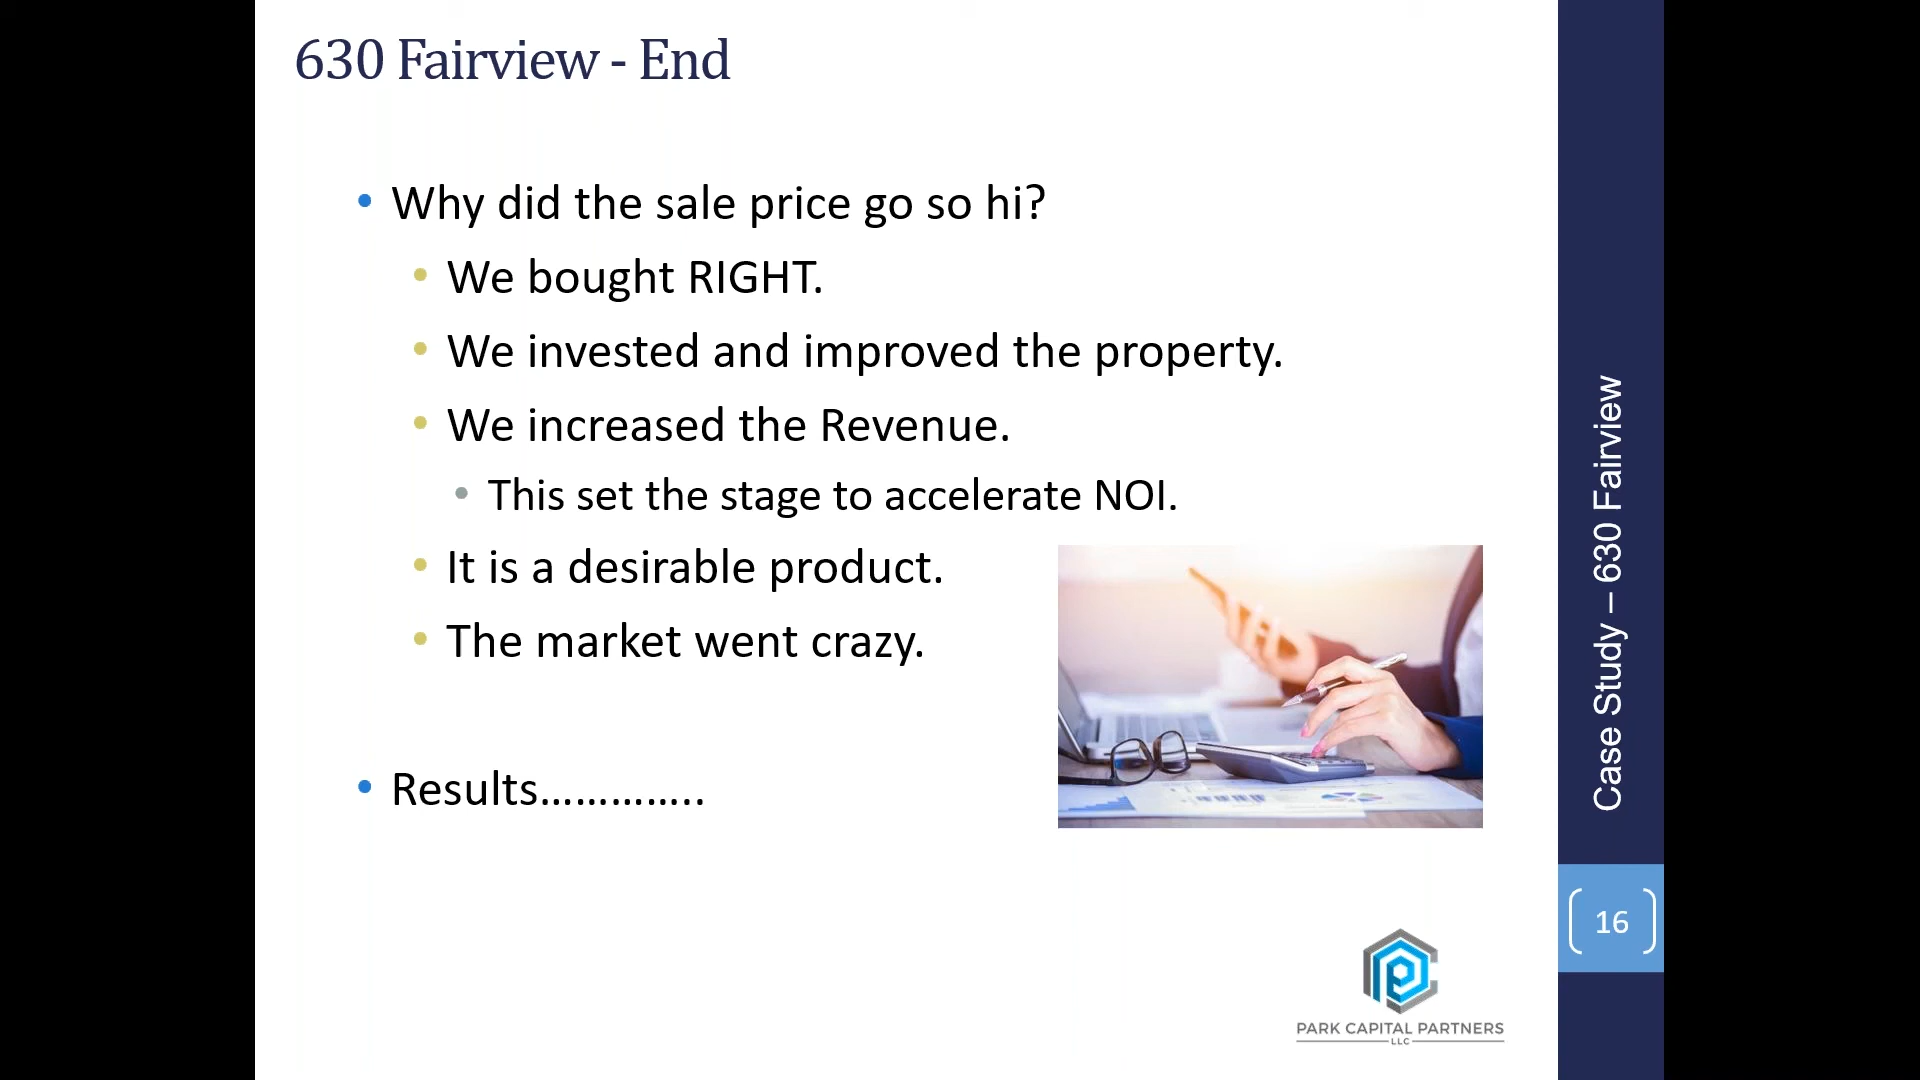 630 Fairview - End
• Why did the sale price go so hi?
• We bought RIGHT.
• We invested and improved the property.
• We increased the Revenue.
• This set the stage to accelerate NOI.
• It is a desirable product.
• The market went crazy.
• Results…………..
Case Study – 630 Fairview
16
PARK CAPITAL PARTNERS
LLC